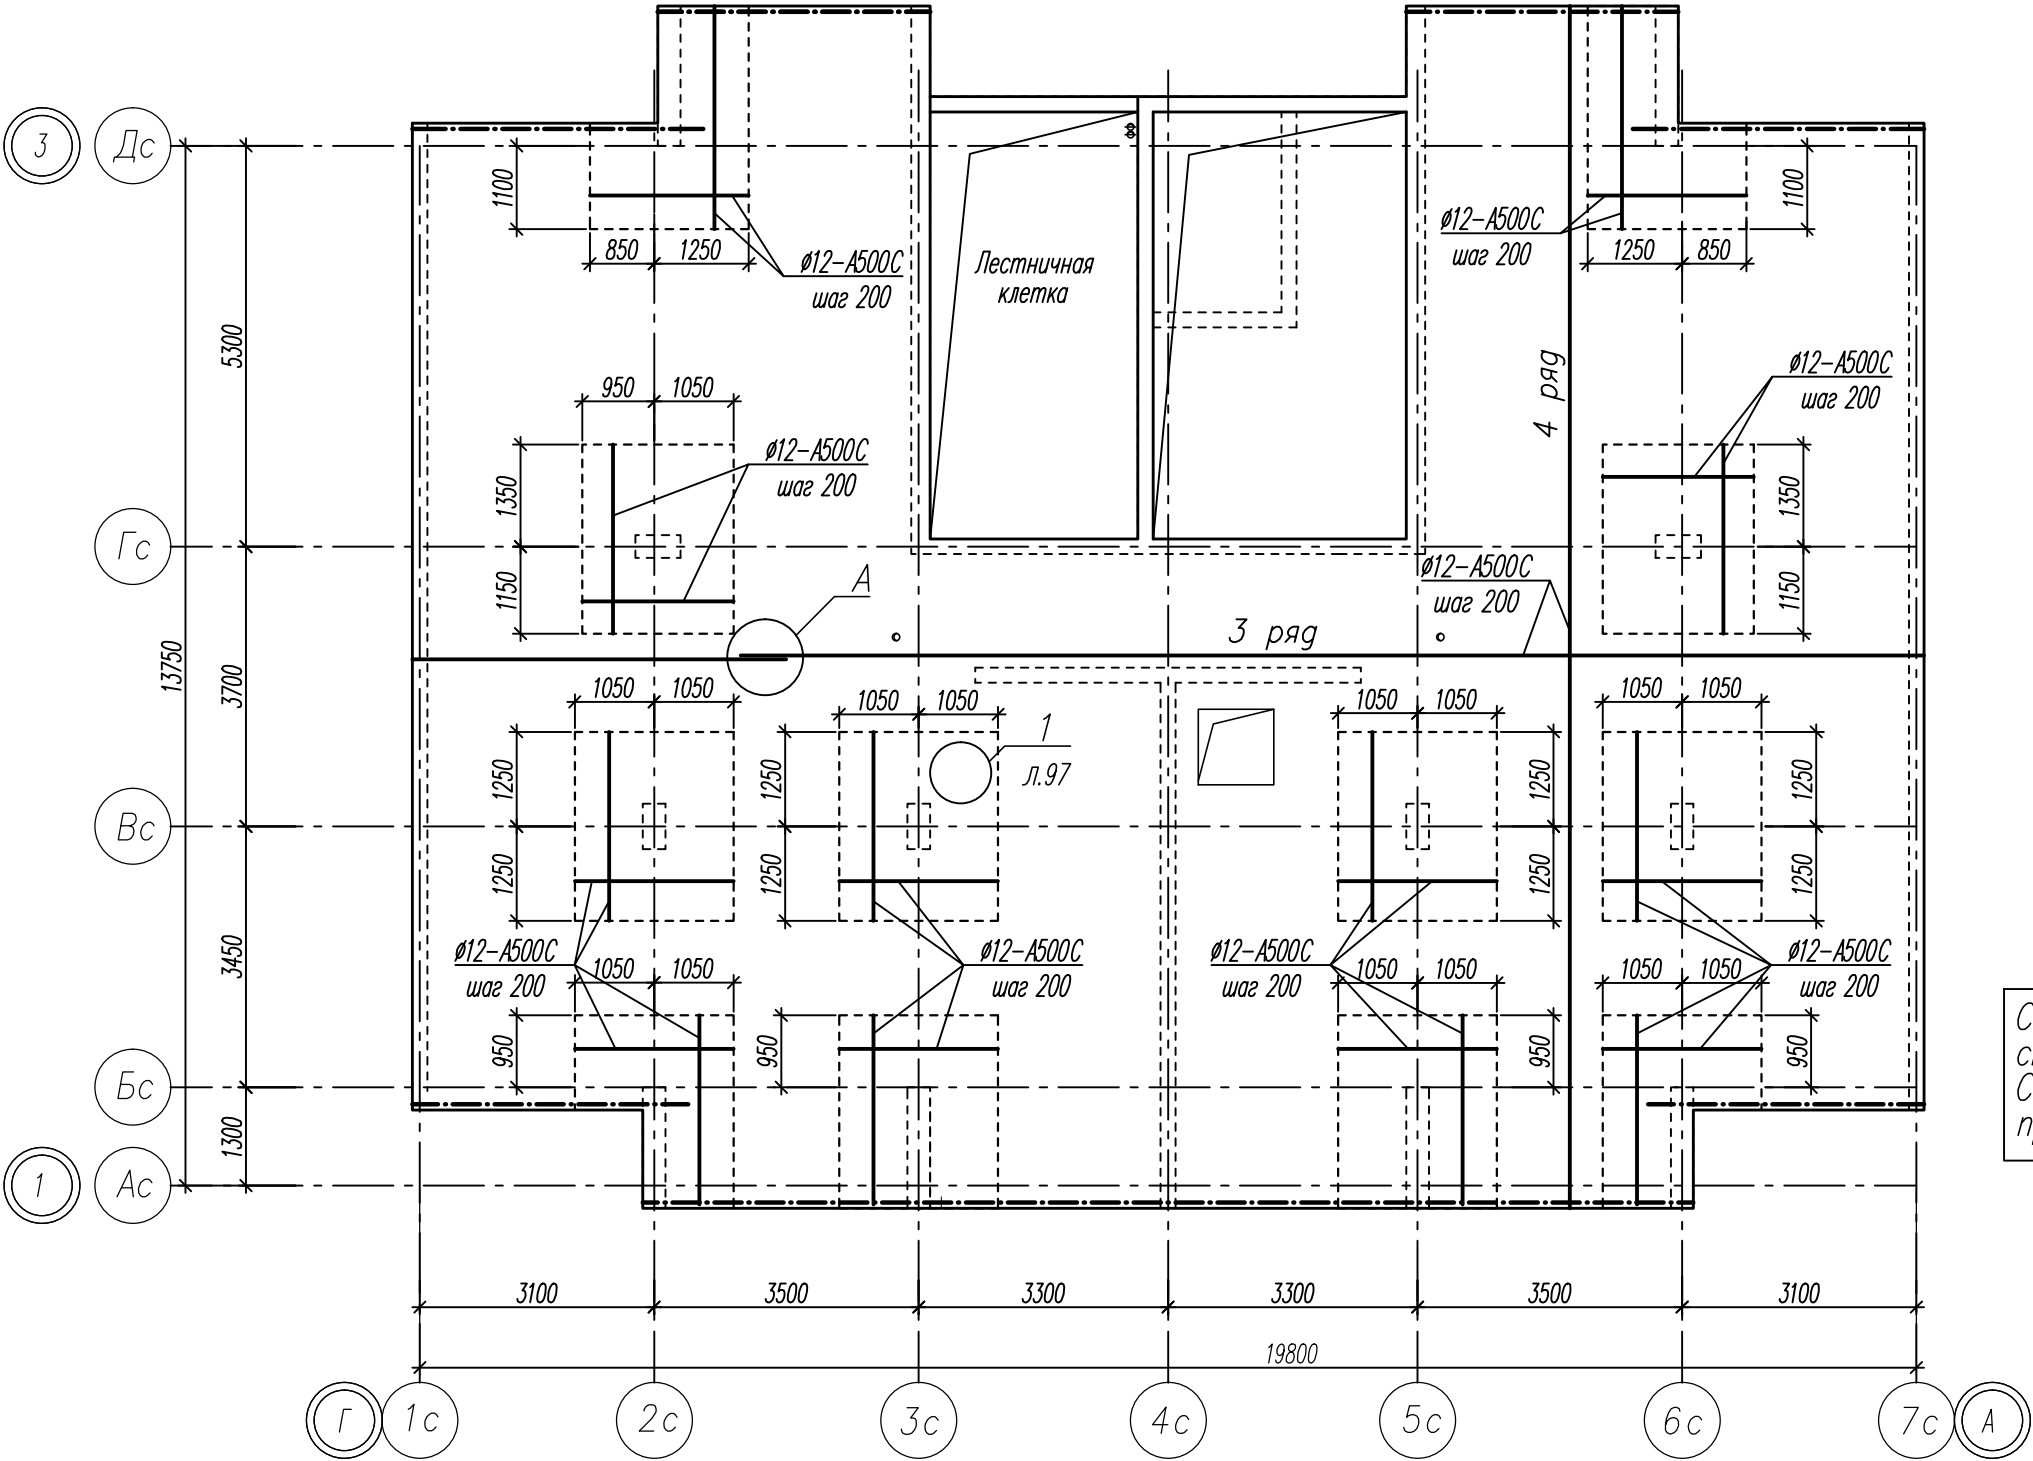 3
Дс
1100
850
1250
ø12-А500С
шаг 200
Лестничная
клетка
ø12-А500С
шаг 200
1250
850
1100
5300
4 ряд
950
1050
ø12-А500С
шаг 200
1350
1150
ø12-А500С
шаг 200
1350
1150
Гс
А
ø12-А500С
шаг 200
3 ряд
13750
3700
1050
1050
1050
1050
1050
1050
1050
1050
1
л.97
1250
1250
1250
1250
1250
1250
1250
1250
Вс
3450
ø12-А500С
шаг 200
1050
1050
ø12-А500С
шаг 200
ø12-А500С
шаг 200
1050
1050
1050
1050
ø12-А500С
шаг 200
950
950
950
950
Бс
1300
1
Ас
3100
3500
3300
3300
3500
3100
19800
Г
1с
2с
3с
4с
5с
6с
7с
А